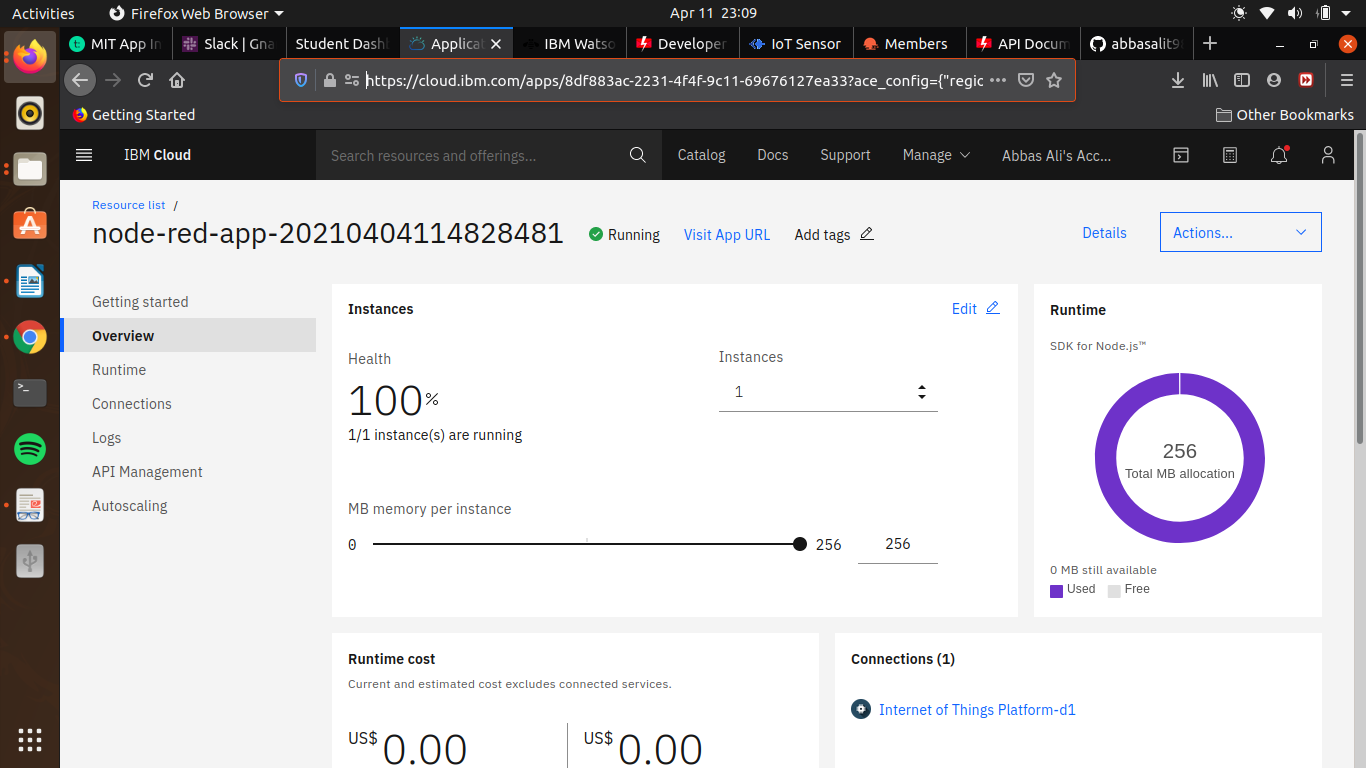 Activities Firefox Web Browser Apr 11 23:09
MIT App In Slack | Gna Student Dash Applicat IBM Watso Developer IoT Sensor Members API Docum abbasalit98
https://cloud.ibm.com/apps/8df883ac-2231-4f4f-9c11-69676127ea33?ace_config={"regic
Getting Started Other Bookmarks
IBM Cloud Search resources and offerings... Catalog Docs Support Manage Abbas Ali's Acc...
Resource list /
node-red-app-20210404114828481 Running Visit App URL Add tags Details Actions...
Getting started
Overview
Runtime
Connections
Logs
API Management
Autoscaling
Instances Edit
Health
100%
1/1 instance(s) are running
Instances
1
MB memory per instance
0 256 256
Runtime
SDK for Node.js™
256
Total MB allocation
0 MB still available
Used Free
Runtime cost
Current and estimated cost excludes connected services.
US$ 0.00 US$ 0.00
Connections (1)
Internet of Things Platform-d1